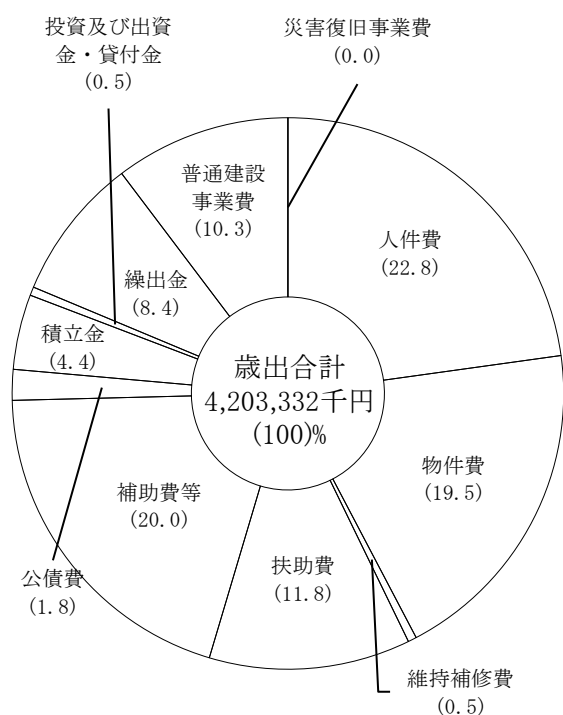 投資及び出資
金・貸付金
(0.5)
災害復旧事業費
(0.0)
普通建設
事業費
(10.3)
人件費
(22.8)
繰出金
(8.4)
積立金
(4.4)
歳出合計
4,203,332千円
(100)%
物件費
(19.5)
補助費等
(20.0)
扶助費
(11.8)
公債費
(1.8)
維持補修費
(0.5)